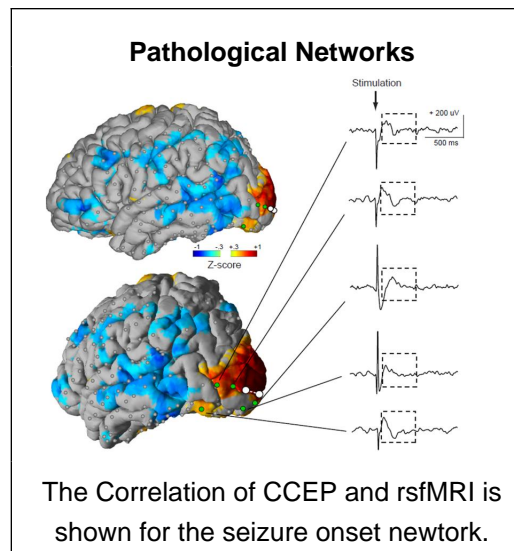 Pathological Networks
Stimulation
+ 200 uV
500 ms
-1 -.3 +.3 +1
Z-score
The Correlation of CCEP and rsfMRI is
shown for the seizure onset newtork.